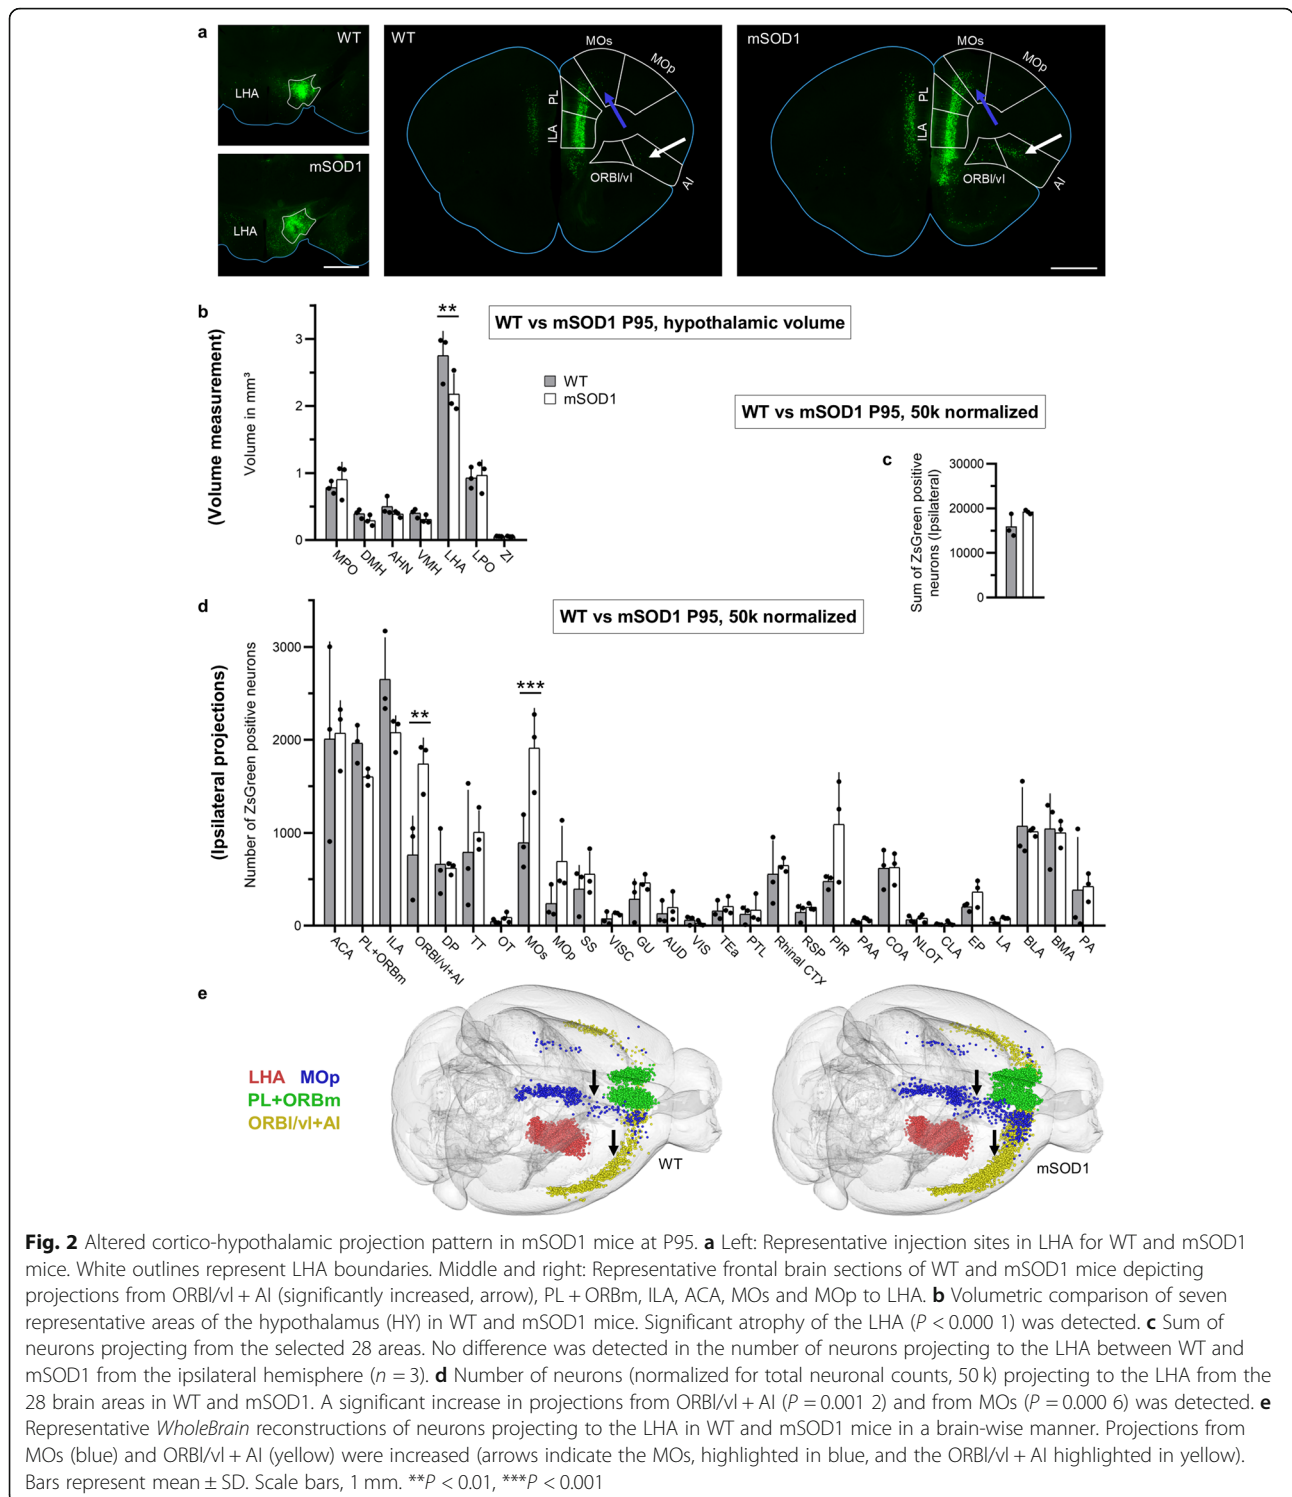 a
WT
LHA
mSOD1
LHA
WT
MOs
MOp
PL
ILA
ORBl/vl
AI
mSOD1
MOs
MOp
PL
ILA
ORBl/vl
AI
b
(Volume measurement)
Volume in mm³
3
2
1
0
**
WT vs mSOD1 P95, hypothalamic volume
WT
mSOD1
MPO
DMH
AHN
VMH
LHA
LPO
ZI
WT vs mSOD1 P95, 50k normalized
c
Sum of ZsGreen positive
neurons (Ipsilateral)
30000
20000
10000
0
d
WT vs mSOD1 P95, 50k normalized
(Ipsilateral projections)
Number of ZsGreen positive neurons
3000
2000
1000
0
**
***
ACA
PL+ORBm
ILA
ORBl/vl+AI
DP
TT
OT
MOs
MOp
SS
VISC
GU
AUD
VIS
TEa
PTL
Rhinal CTX
RSP
PIR
PAA
COA
NLOT
CLA
EP
LA
BLA
BMA
PA
e
LHA MOp
PL+ORBm
ORBl/vl+AI
WT
mSOD1
Fig. 2 Altered cortico-hypothalamic projection pattern in mSOD1 mice at P95. a Left: Representative injection sites in LHA for WT and mSOD1
mice. White outlines represent LHA boundaries. Middle and right: Representative frontal brain sections of WT and mSOD1 mice depicting
projections from ORBl/vl + AI (significantly increased, arrow), PL + ORBm, ILA, ACA, MOs and MOp to LHA. b Volumetric comparison of seven
representative areas of the hypothalamus (HY) in WT and mSOD1 mice. Significant atrophy of the LHA (P < 0.000 1) was detected. c Sum of
neurons projecting from the selected 28 areas. No difference was detected in the number of neurons projecting to the LHA between WT and
mSOD1 from the ipsilateral hemisphere (n = 3). d Number of neurons (normalized for total neuronal counts, 50 k) projecting to the LHA from the
28 brain areas in WT and mSOD1. A significant increase in projections from ORBl/vl + AI (P = 0.001 2) and from MOs (P = 0.000 6) was detected. e
Representative WholeBrain reconstructions of neurons projecting to the LHA in WT and mSOD1 mice in a brain-wise manner. Projections from
MOs (blue) and ORBl/vl + AI (yellow) were increased (arrows indicate the MOs, highlighted in blue, and the ORBl/vl + AI highlighted in yellow).
Bars represent mean ± SD. Scale bars, 1 mm. **P < 0.01, ***P < 0.001